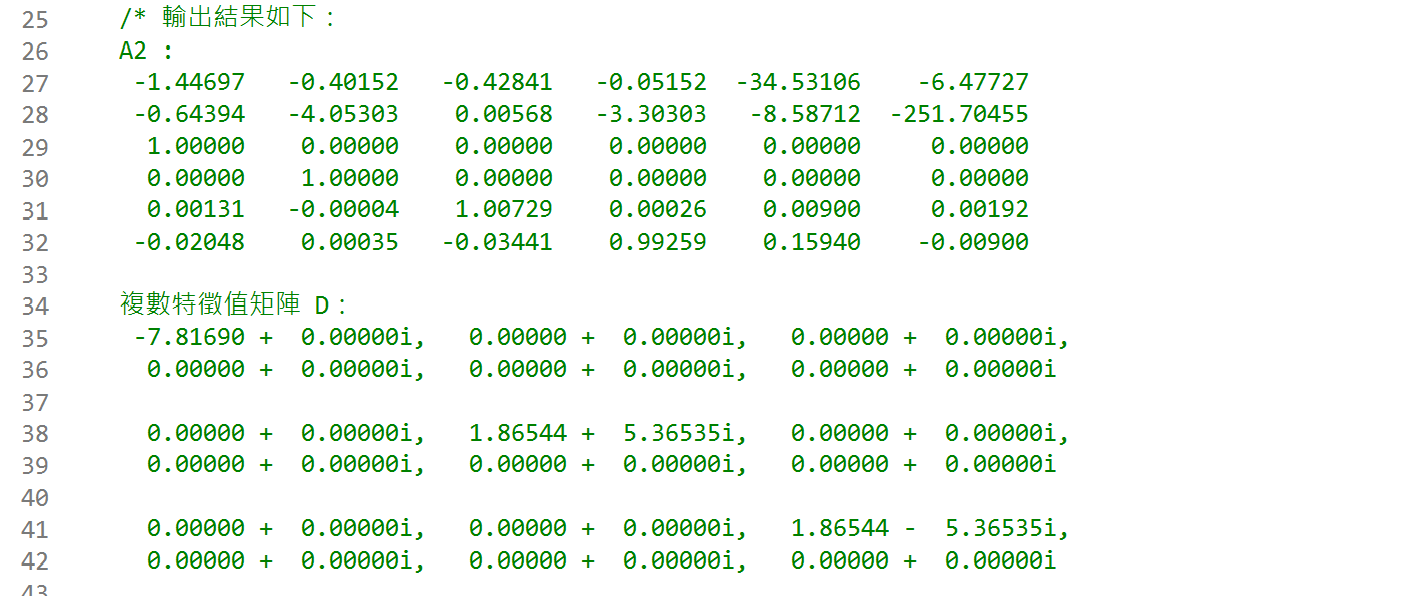 25 /* 輸出結果如下：
26 A2 :
27 -1.44697 -0.40152 -0.42841 -0.05152 -34.53106 -6.47727
28 -0.64394 -4.05303 0.00568 -3.30303 -8.58712 -251.70455
29 1.00000 0.00000 0.00000 0.00000 0.00000 0.00000
30 0.00000 1.00000 0.00000 0.00000 0.00000 0.00000
31 0.00131 -0.00004 1.00729 0.00026 0.00900 0.00192
32 -0.02048 0.00035 -0.03441 0.99259 0.15940 -0.00900
33
34 複數特徵值矩陣 D：
35 -7.81690 + 0.00000i, 0.00000 + 0.00000i, 0.00000 + 0.00000i,
36 0.00000 + 0.00000i, 0.00000 + 0.00000i, 0.00000 + 0.00000i
37
38 0.00000 + 0.00000i, 1.86544 + 5.36535i, 0.00000 + 0.00000i,
39 0.00000 + 0.00000i, 0.00000 + 0.00000i, 0.00000 + 0.00000i
40
41 0.00000 + 0.00000i, 0.00000 + 0.00000i, 1.86544 - 5.36535i,
42 0.00000 + 0.00000i, 0.00000 + 0.00000i, 0.00000 + 0.00000i
43